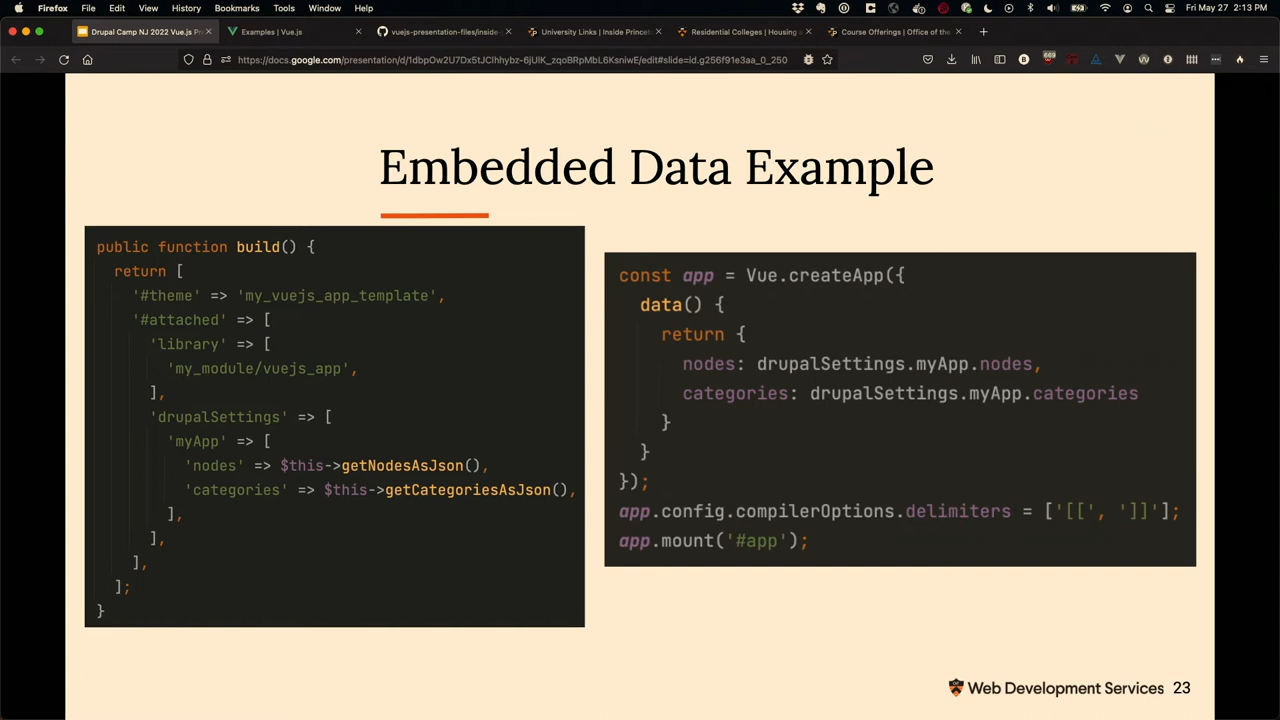 Firefox File Edit View History Bookmarks Tools Window Help
Fri May 27 2:13 PM
Drupal Camp NJ 2022 Vue.js Pr
Examples | Vue.js
vuejs-presentation-files/inside-
University Links | Inside Princet
Residential Colleges | Housing
Course Offerings | Office of the
https://docs.google.com/presentation/d/1dbpOw2U7Dx5tJClhhybz-6jUIK_zqoBRpMbL6KsniwE/edit#slide=id.g256f91e3aa_0_250
669
Embedded Data Example
public function build() {
return [
'#theme' => 'my_vuejs_app_template',
'#attached' => [
'library' => [
'my_module/vuejs_app',
],
'drupalSettings' => [
'myApp' => [
'nodes' => $this->getNodesAsJson(),
'categories' => $this->getCategoriesAsJson(),
],
],
],
];
}
const app = Vue.createApp({
data() {
return {
nodes: drupalSettings.myApp.nodes,
categories: drupalSettings.myApp.categories
}
}
});
app.config.compilerOptions.delimiters = ['[[', ']]'];
app.mount('#app');
Web Development Services 23